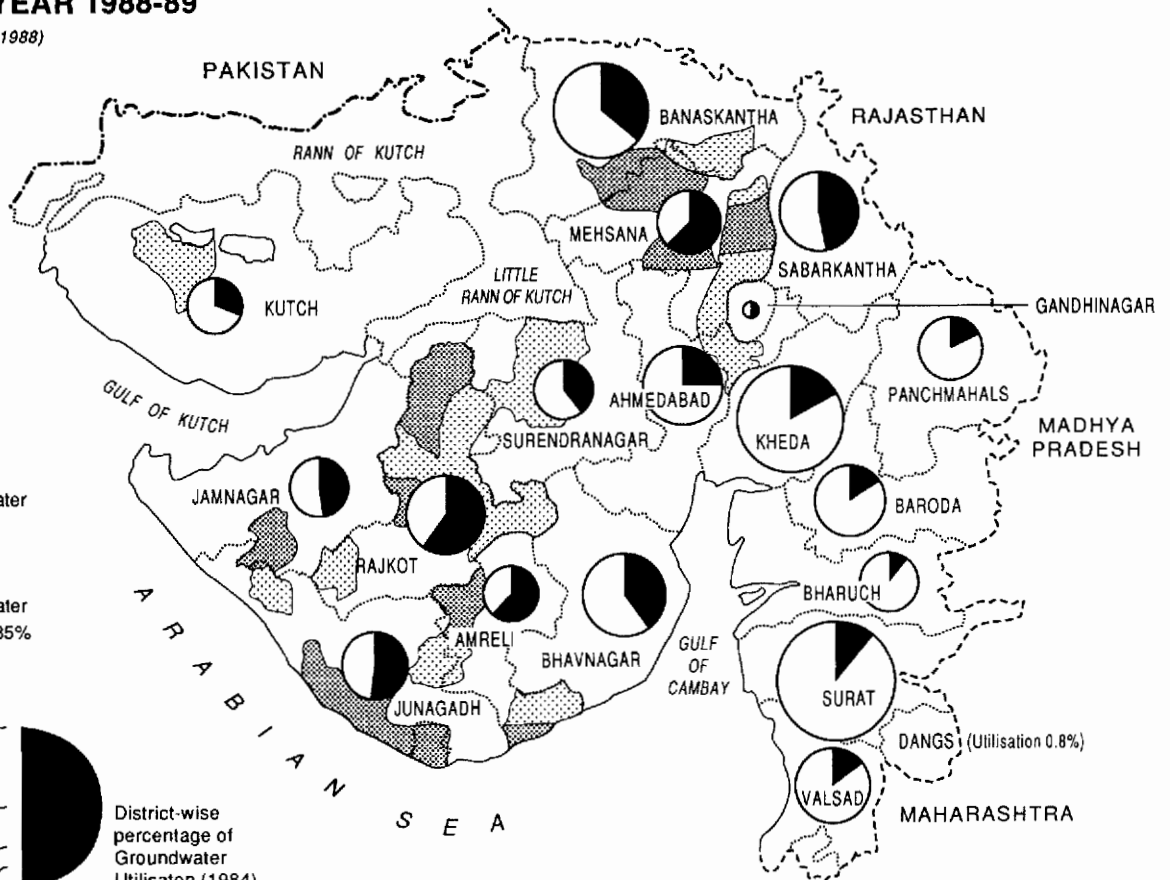 YEAR 1988-89
1988)
PAKISTAN
RAJASTHAN
BANASKANTHA
RANN OF KUTCH
MEHSANA
SABARKANTHA
LITTLE
RANN OF KUTCH
KUTCH
GANDHINAGAR
PANCHMAHALS
GULF OF KUTCH
AHMEDABAD
SURENDRANAGAR
KHEDA
MADHYA
PRADESH
JAMNAGAR
BARODA
RAJKOT
BHARUCH
AMRELI
BHAVNAGAR
GULF
OF
CAMBAY
SURAT
JUNAGADH
DANGS (Utilisation 0.8%)
VALSAD
MAHARASHTRA
ARABIAN SEA
ater
ater
35%
District-wise
percentage of
Groundwater
Utilisaton (1984)